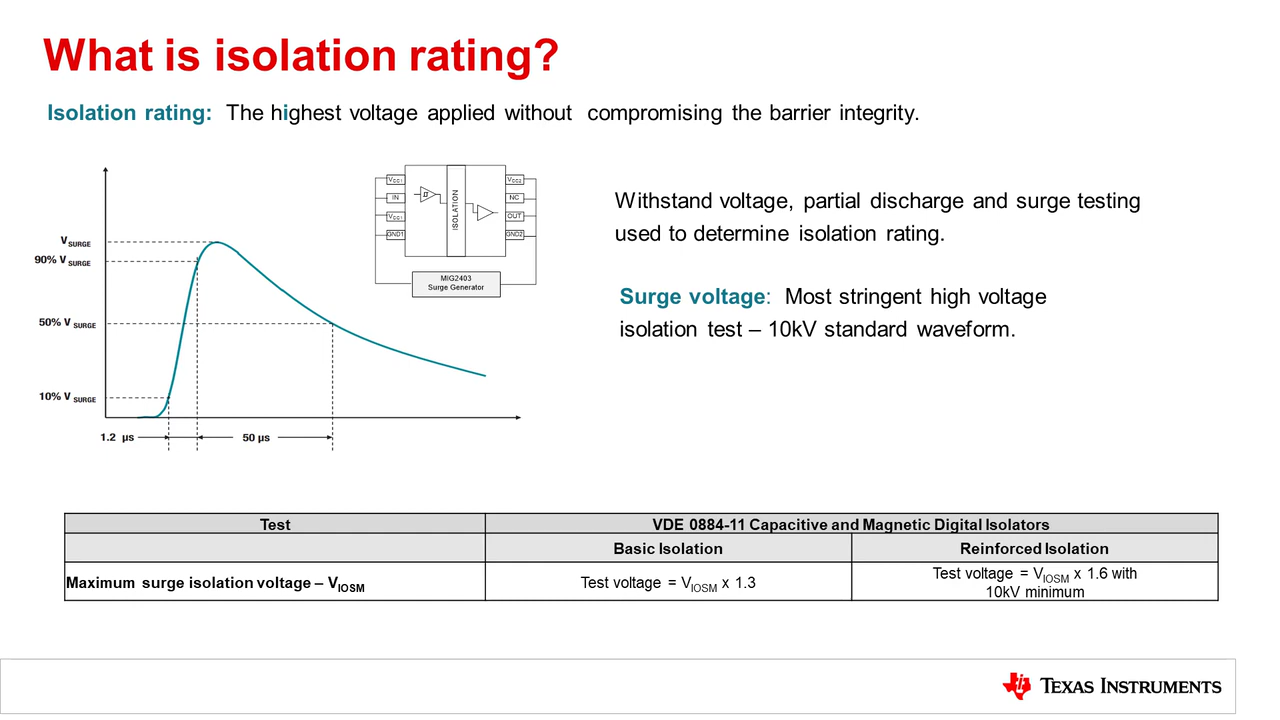 What is isolation rating?
Isolation rating: The highest voltage applied without compromising the barrier integrity.
V SURGE
90% V SURGE
50% V SURGE
10% V SURGE
1.2 µs
50 µs
VCC1
IN
VCC1
GND1
ISOLATION
VCC2
NC
OUT
GND2
MIG2403
Surge Generator
Withstand voltage, partial discharge and surge testing
used to determine isolation rating.
Surge voltage: Most stringent high voltage
isolation test – 10kV standard waveform.
Test
VDE 0884-11 Capacitive and Magnetic Digital Isolators
Basic Isolation
Reinforced Isolation
Maximum surge isolation voltage – VIOSM
Test voltage = VIOSM x 1.3
Test voltage = VIOSM x 1.6 with
10kV minimum
TEXAS INSTRUMENTS